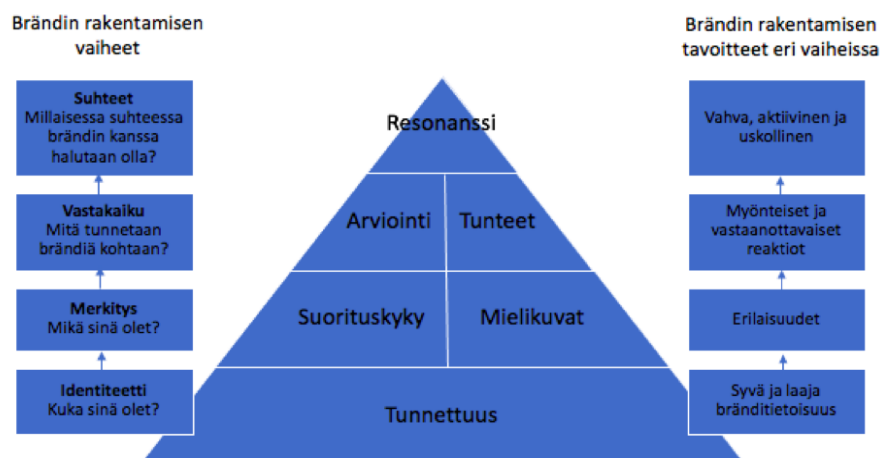 Brändin rakentamisen
vaiheet
Suhteet
Millaisessa suhteessa
brändin kanssa
halutaan olla?
Vastakaiku
Mitä tunnetaan
brändiä kohtaan?
Merkitys
Mikä sinä olet?
Identiteetti
Kuka sinä olet?
Resonanssi
Arviointi
Tunteet
Suorituskyky
Mielikuvat
Tunnettuus
Brändin rakentamisen
tavoitteet eri vaiheissa
Vahva, aktiivinen ja
uskollinen
Myönteiset ja
vastaanottavaiset
reaktiot
Erilaisuudet
Syvä ja laaja
bränditietoisuus